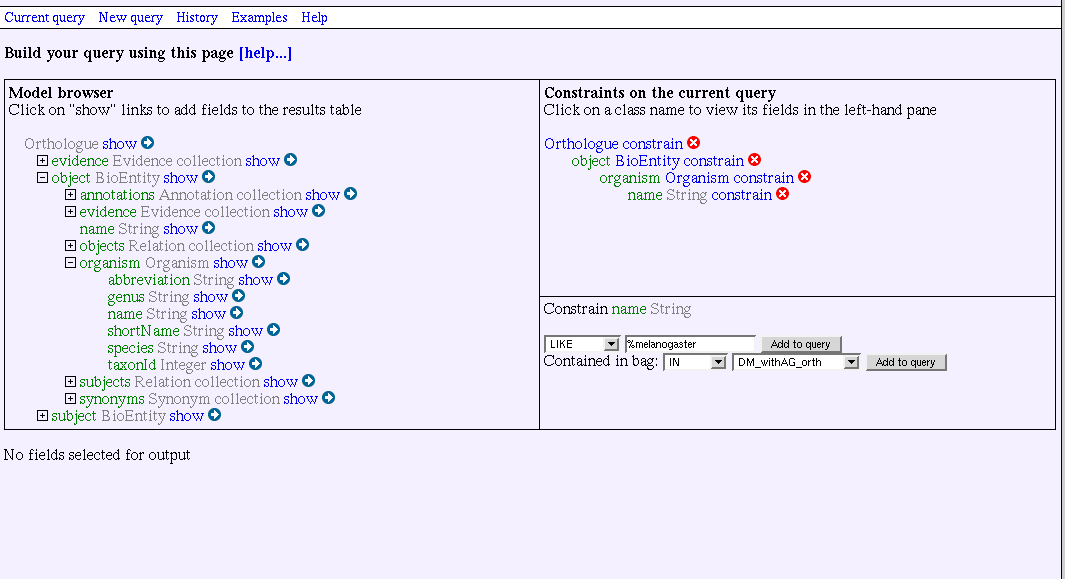 Current query New query History Examples Help
Build your query using this page [help...]
Model browser
Click on "show" links to add fields to the results table
Orthologue show
evidence Evidence collection show
object BioEntity show
annotations Annotation collection show
evidence Evidence collection show
name String show
objects Relation collection show
organism Organism show
abbreviation String show
genus String show
name String show
shortName String show
species String show
taxonId Integer show
subjects Relation collection show
synonyms Synonym collection show
subject BioEntity show
Constraints on the current query
Click on a class name to view its fields in the left-hand pane
Orthologue constrain
object BioEntity constrain
organism Organism constrain
name String constrain
Constrain name String
LIKE %melanogaster Add to query
Contained in bag: IN DM_withAG_orth Add to query
No fields selected for output